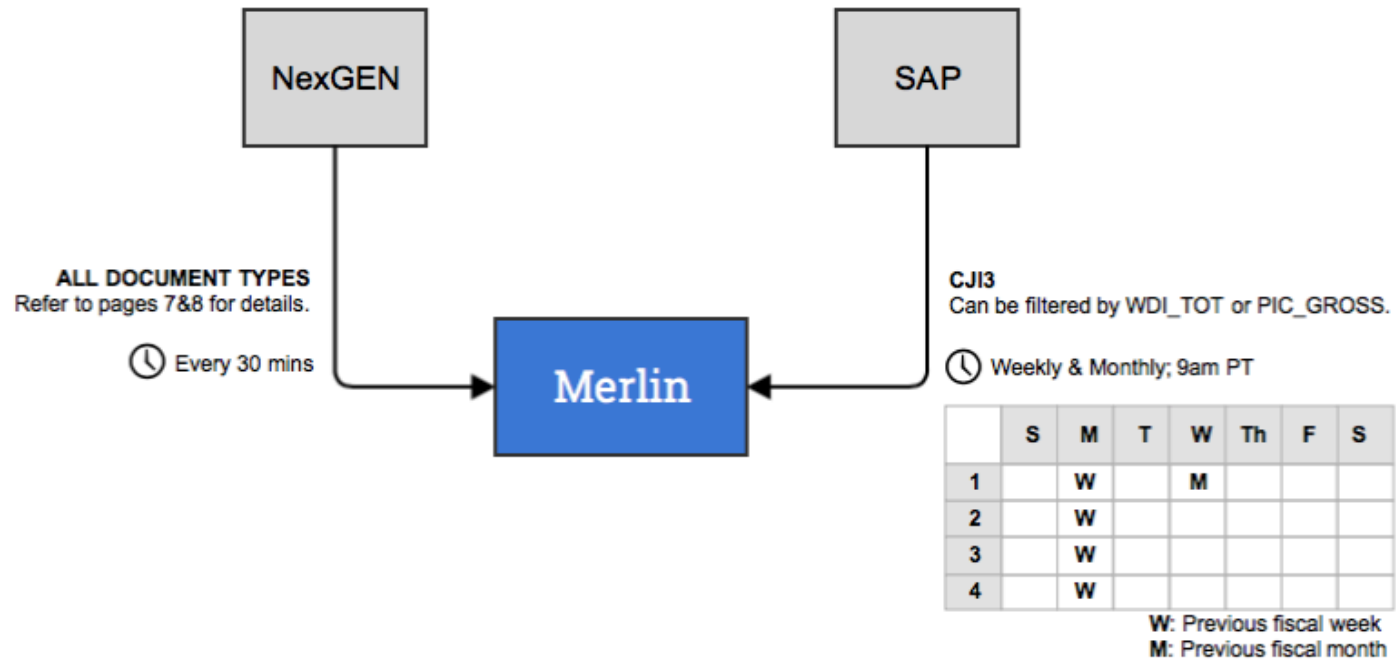 NexGEN
SAP
ALL DOCUMENT TYPES
Refer to pages 7&8 for details.
Every 30 mins
Merlin
CJI3
Can be filtered by WDI_TOT or PIC_GROSS.
Weekly & Monthly; 9am PT
S M T W Th F S
1 W M
2 W
3 W
4 W
W: Previous fiscal week
M: Previous fiscal month